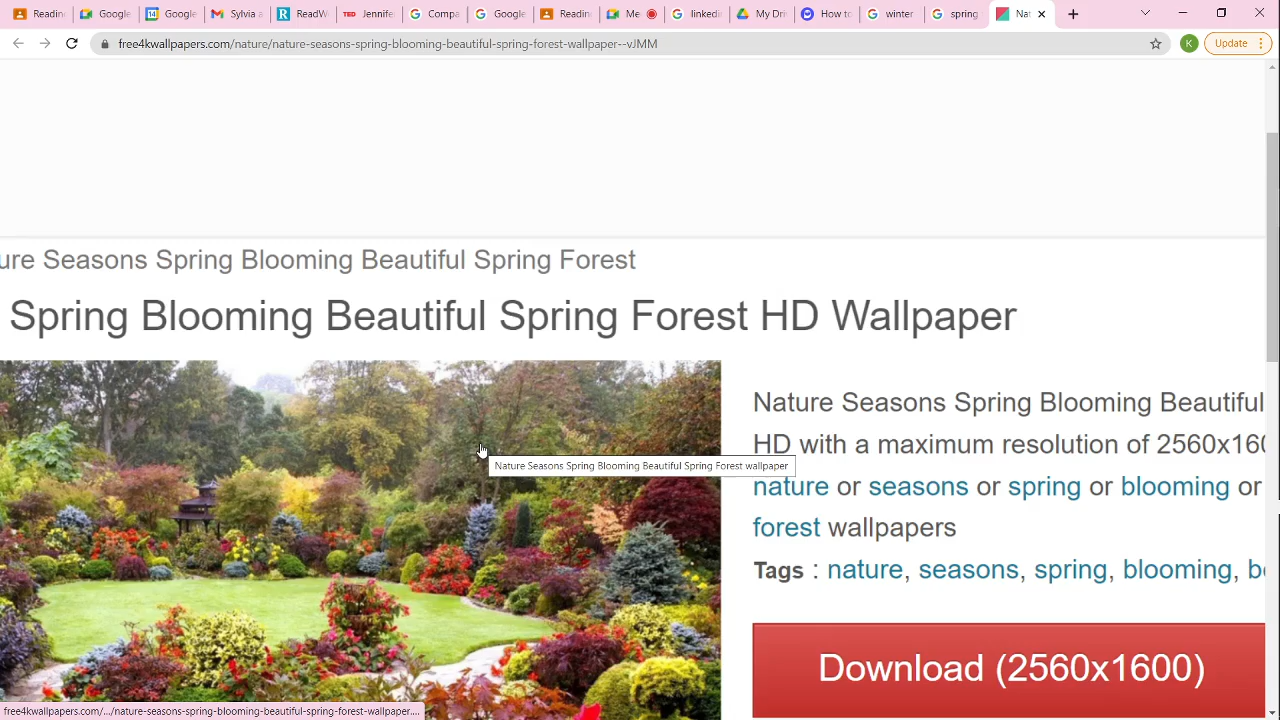 Readin
Google
Google
Sylvia a
ReadW
Jennife
Compa
Google
Readin
Me
linkedi
My Dri
How to
winter
spring
Nat
free4kwallpapers.com/nature/nature-seasons-spring-blooming-beautiful-spring-forest-wallpaper--vJMM
K
Update
ure Seasons Spring Blooming Beautiful Spring Forest
Spring Blooming Beautiful Spring Forest HD Wallpaper
Nature Seasons Spring Blooming Beautiful
HD with a maximum resolution of 2560x160
nature or seasons or spring or blooming or
forest wallpapers
Tags : nature, seasons, spring, blooming, be
Download (2560x1600)
Nature Seasons Spring Blooming Beautiful Spring Forest wallpaper
free4kwallpapers.com/.../nature-seasons-spring-blooming-beautiful-spring-forest-wallpaper....